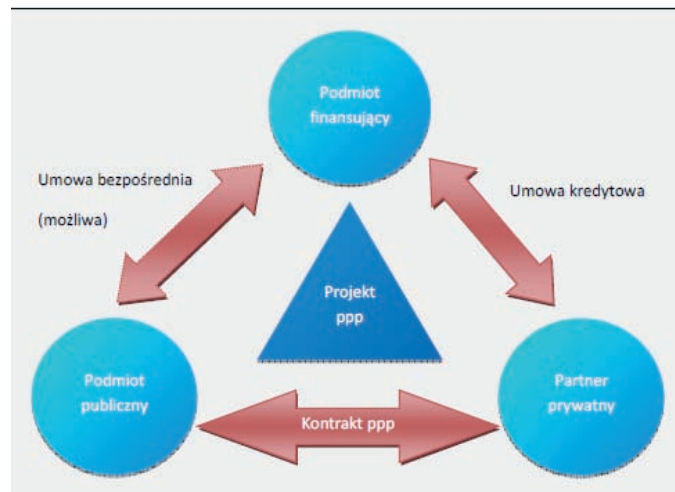 Podmiot
finansujący
Umowa bezpośrednia
(możliwa)
Umowa kredytowa
Projekt
ppp
Podmiot
publiczny
Kontrakt ppp
Partner
prywatny